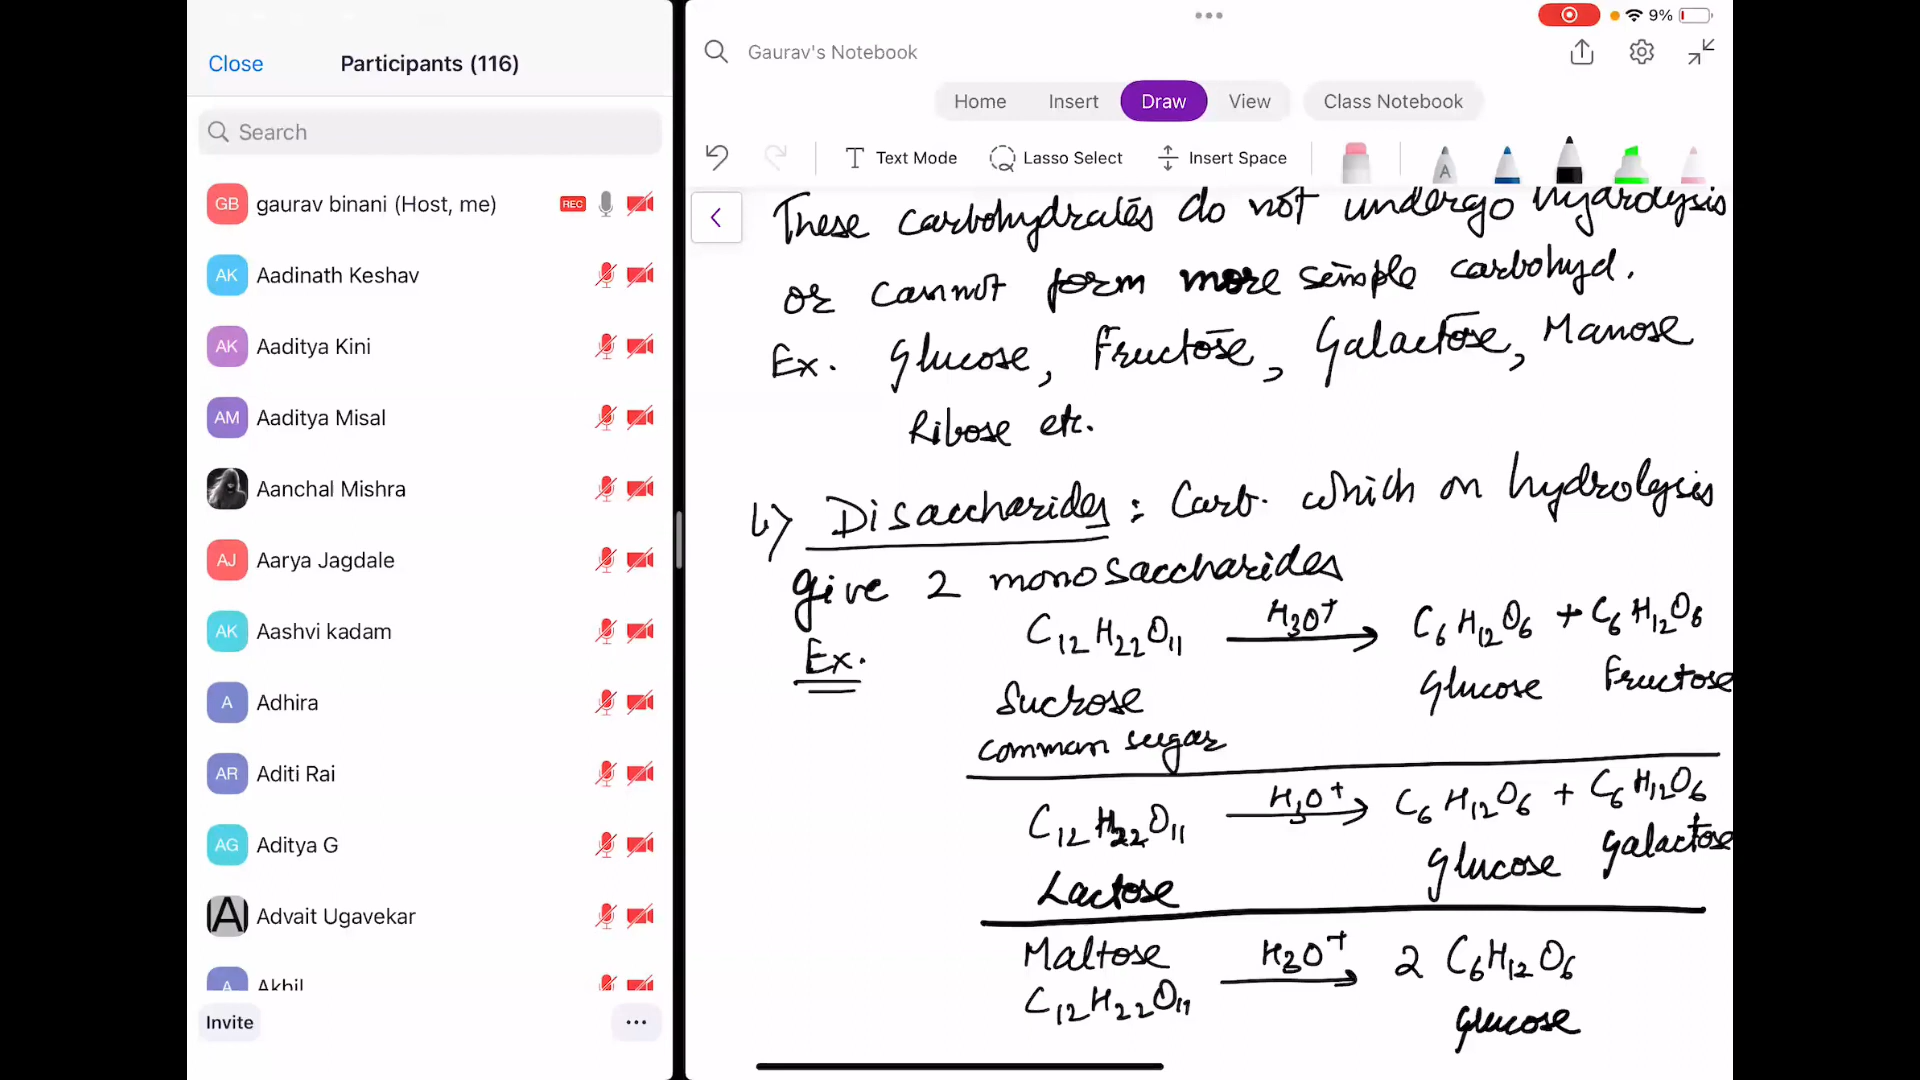 Close
Participants (116)
Search
GB gaurav binani (Host, me) REC
AK Aadinath Keshav
AK Aaditya Kini
AM Aaditya Misal
Aanchal Mishra
AJ Aarya Jagdale
AK Aashvi kadam
A Adhira
AR Aditi Rai
AG Aditya G
A Advait Ugavekar
A Akhil
Invite
9%
Gaurav's Notebook
Home Insert Draw View Class Notebook
Text Mode Lasso Select Insert Space A
These carbohydrates do not undergo hydrolysis
or cannot form more simple carbohyd.
Ex. Glucose, Fructose, Galactose, Manose
Ribose etc.
Disaccharides : Carb. which on hydrolysis
give 2 monosaccharides
Ex. C12H22O11 H3O+ → C6H12O6 + C6H12O6
Sucrose glucose Fructose
common sugar
C12H22O11 H3O+ → C6H12O6 + C6H12O6
Lactose glucose galactose
Maltose H3O+ → 2 C6H12O6
C12H22O11 glucose